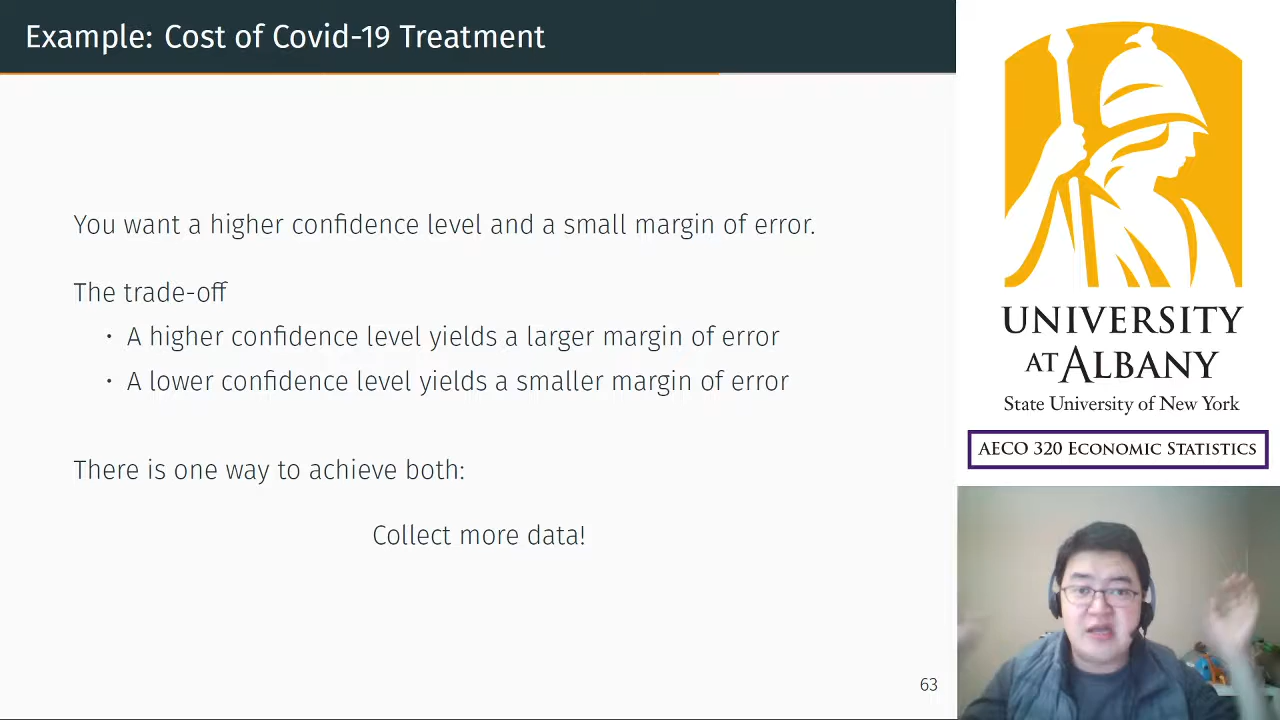 Example: Cost of Covid-19 Treatment
You want a higher confidence level and a small margin of error.
The trade-off
· A higher confidence level yields a larger margin of error
· A lower confidence level yields a smaller margin of error
There is one way to achieve both:
Collect more data!
63
UNIVERSITY
AT ALBANY
State University of New York
AECO 320 Economic Statistics